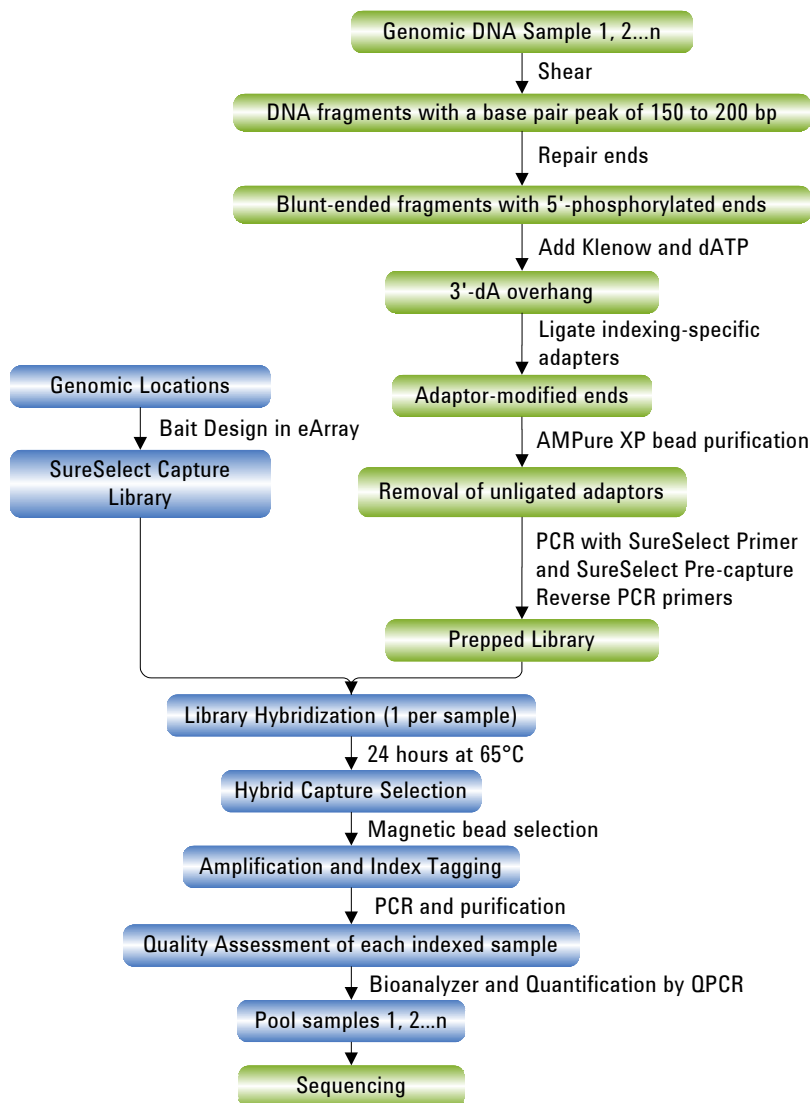 Genomic DNA Sample 1, 2...n
Shear
DNA fragments with a base pair peak of 150 to 200 bp
Repair ends
Blunt-ended fragments with 5'-phosphorylated ends
Add Klenow and dATP
3'-dA overhang
Ligate indexing-specific
adapters
Adaptor-modified ends
AMPure XP bead purification
Removal of unligated adaptors
PCR with SureSelect Primer
and SureSelect Pre-capture
Reverse PCR primers
Prepped Library
Genomic Locations
Bait Design in eArray
SureSelect Capture
Library
Library Hybridization (1 per sample)
24 hours at 65°C
Hybrid Capture Selection
Magnetic bead selection
Amplification and Index Tagging
PCR and purification
Quality Assessment of each indexed sample
Bioanalyzer and Quantification by QPCR
Pool samples 1, 2...n
Sequencing